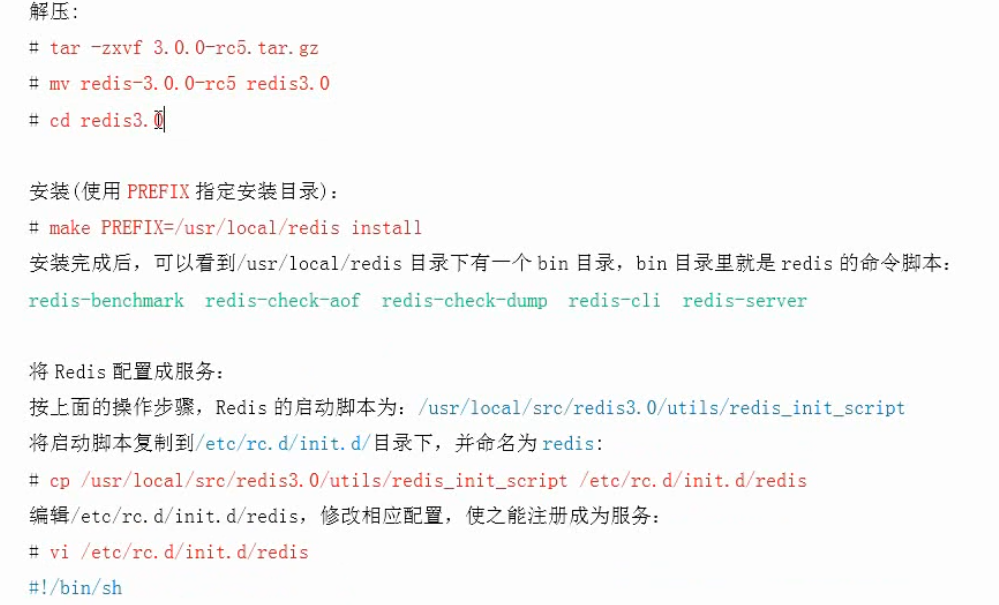 解压:
# tar -zxvf 3.0.0-rc5.tar.gz
# mv redis-3.0.0-rc5 redis3.0
# cd redis3.0
安装(使用 PREFIX 指定安装目录):
# make PREFIX=/usr/local/redis install
安装完成后，可以看到/usr/local/redis 目录下有一个 bin 目录，bin 目录里就是 redis 的命令脚本:
redis-benchmark redis-check-aof redis-check-dump redis-cli redis-server
将 Redis 配置成服务:
按上面的操作步骤，Redis 的启动脚本为: /usr/local/src/redis3.0/utils/redis_init_script
将启动脚本复制到/etc/rc.d/init.d/目录下，并命名为 redis:
# cp /usr/local/src/redis3.0/utils/redis_init_script /etc/rc.d/init.d/redis
编辑/etc/rc.d/init.d/redis，修改相应配置，使之能注册成为服务:
# vi /etc/rc.d/init.d/redis
#!/bin/sh